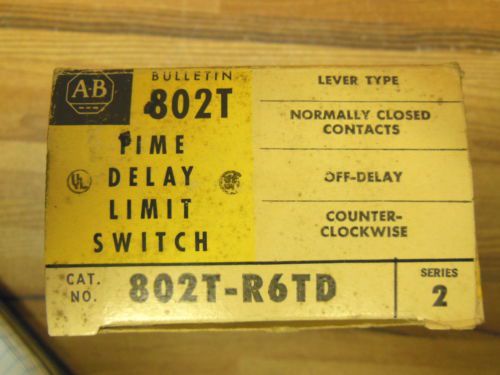 A-B
BULLETIN
802T
TIME
DELAY
LIMIT
SWITCH
UL
LEVER TYPE
NORMALLY CLOSED
CONTACTS
OFF-DELAY
COUNTER-
CLOCKWISE
CAT.
NO.
802T-R6TD
SERIES
2